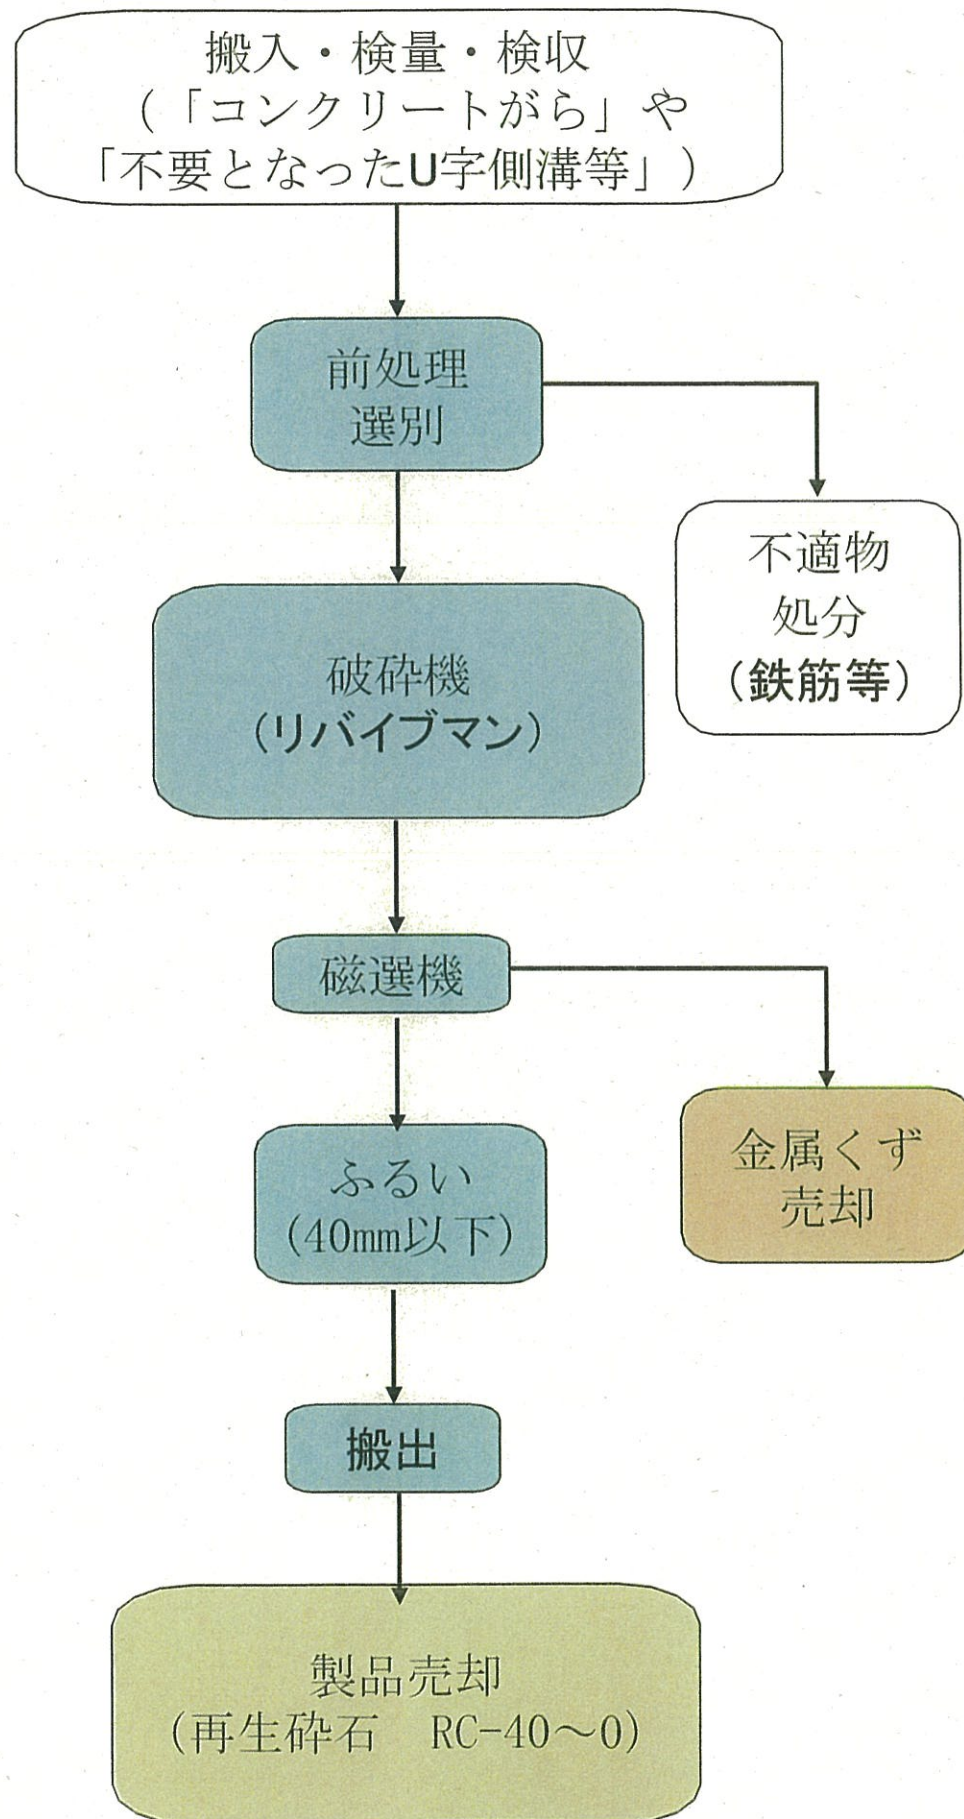 搬入・検量・検収
（「コンクリートがら」や
「不要となったU字側溝等」）
前処理
選別
不適物
処分
(鉄筋等)
破砕機
(リバイブマン)
磁選機
金属くず
売却
ふるい
(40mm以下)
搬出
製品売却
(再生砕石　RC-40～0)